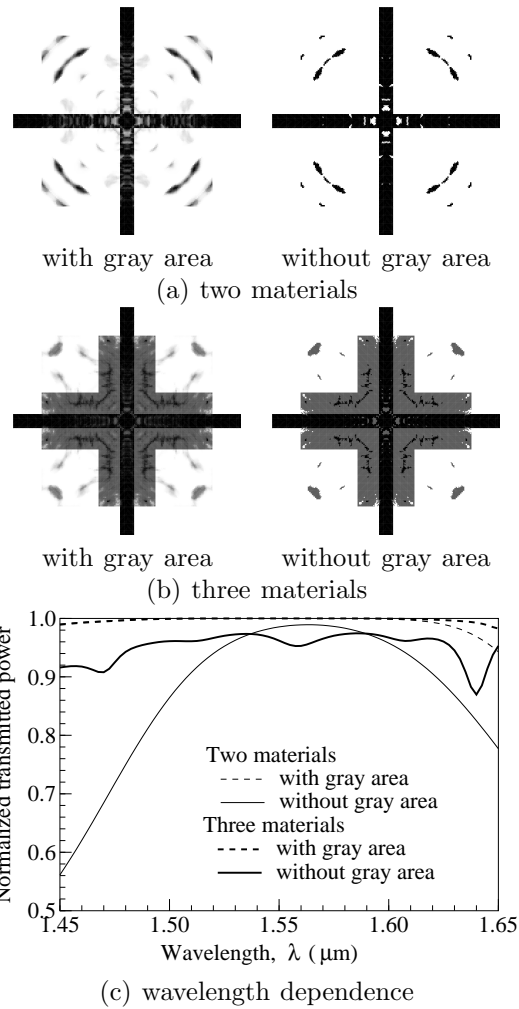 with gray area without gray area
(a) two materials
with gray area without gray area
(b) three materials
Normalized transmitted power
1.0
0.9
0.8
0.7
0.6
0.5
Two materials
with gray area
without gray area
Three materials
with gray area
without gray area
1.45 1.50 1.55 1.60 1.65
Wavelength, λ ( μm)
(c) wavelength dependence